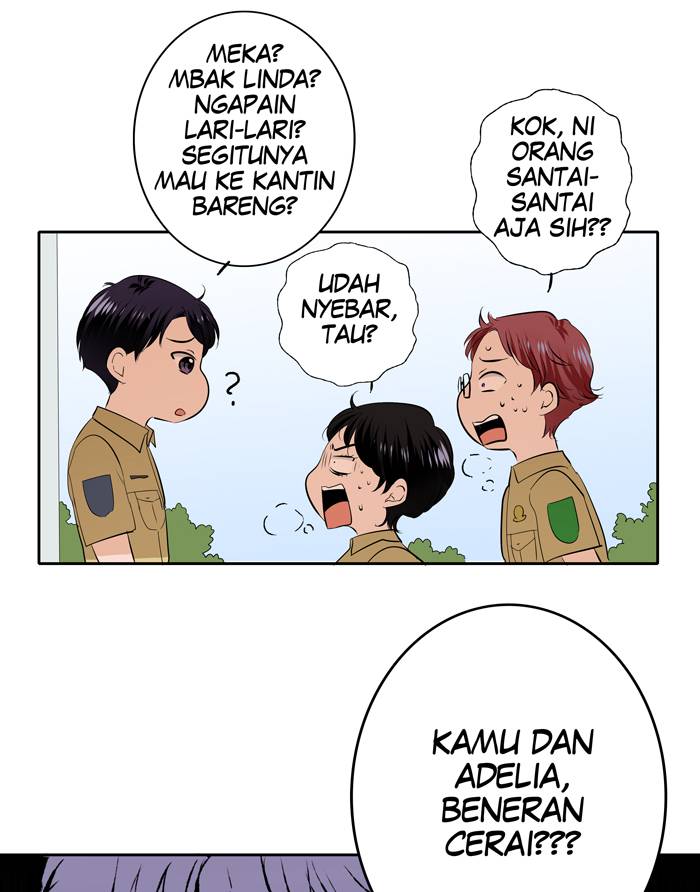 MEKA?
MBAK LINDA?
NGAPAIN
LARI-LARI?
SEGITUNYA
MAU KE KANTIN
BARENG?
KOK, NI
ORANG
SANTAI-
SANTAI
AJA SIH??
UDAH
NYEBAR,
TAU?
?
KAMU DAN
ADELIA,
BENERAN
CERAI???